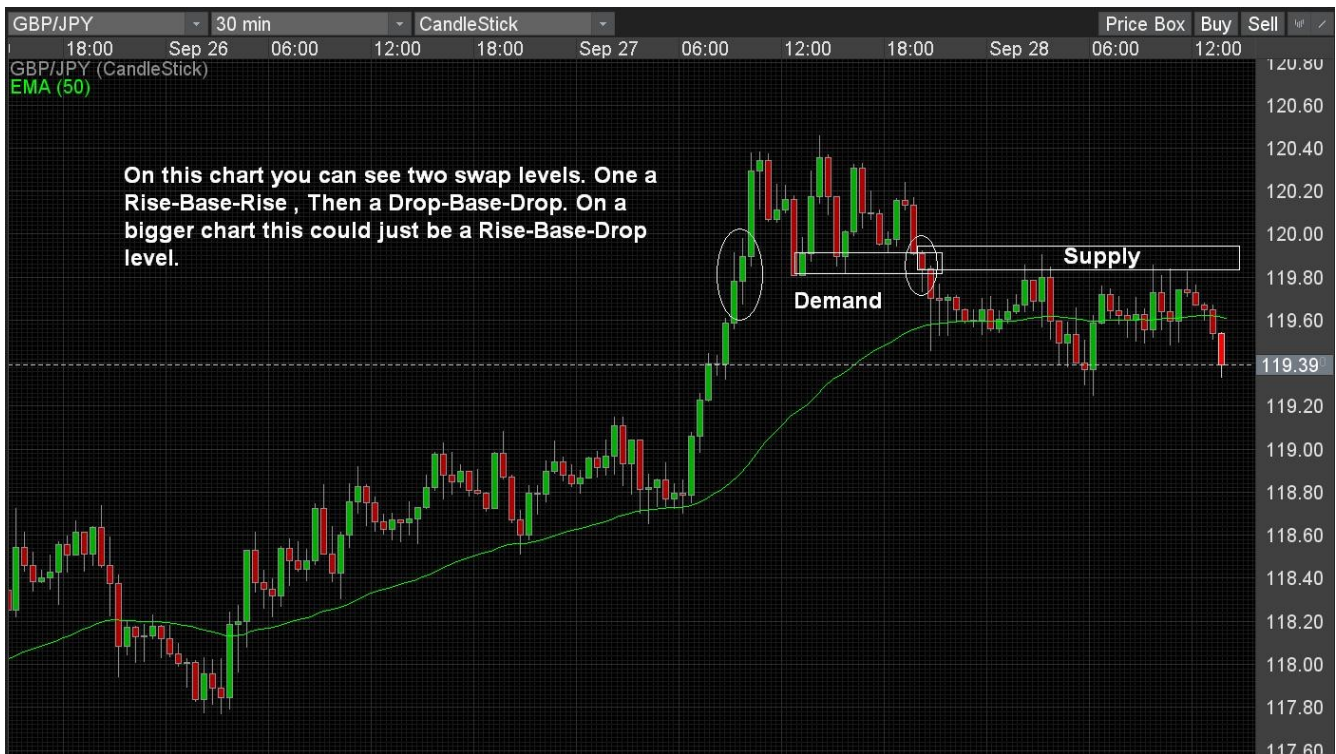 GBP/JPY 30 min CandleStick Price Box Buy Sell
18:00 Sep 26 06:00 12:00 18:00 Sep 27 06:00 12:00 18:00 Sep 28 06:00 12:00
GBP/JPY (CandleStick)
EMA (50)
120.80
120.60
120.40
On this chart you can see two swap levels. One a
Rise-Base-Rise , Then a Drop-Base-Drop. On a
bigger chart this could just be a Rise-Base-Drop
level.
120.20
120.00
Supply
119.80
Demand
119.60
119.39
119.20
119.00
118.80
118.60
118.40
118.20
118.00
117.80
117.60